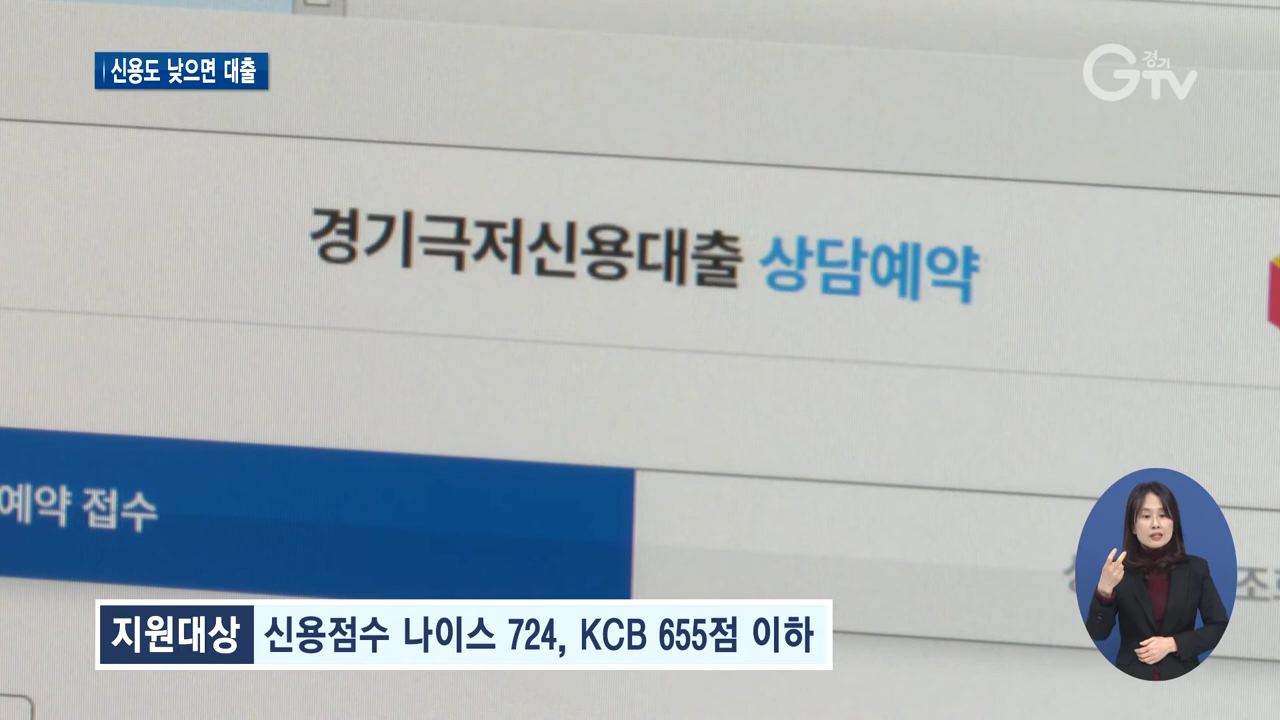 신용도 낮으면 대출
경기
GTV
경기극저신용대출 상담예약
예약 접수
지원대상 신용점수 나이스 724, KCB 655점 이하